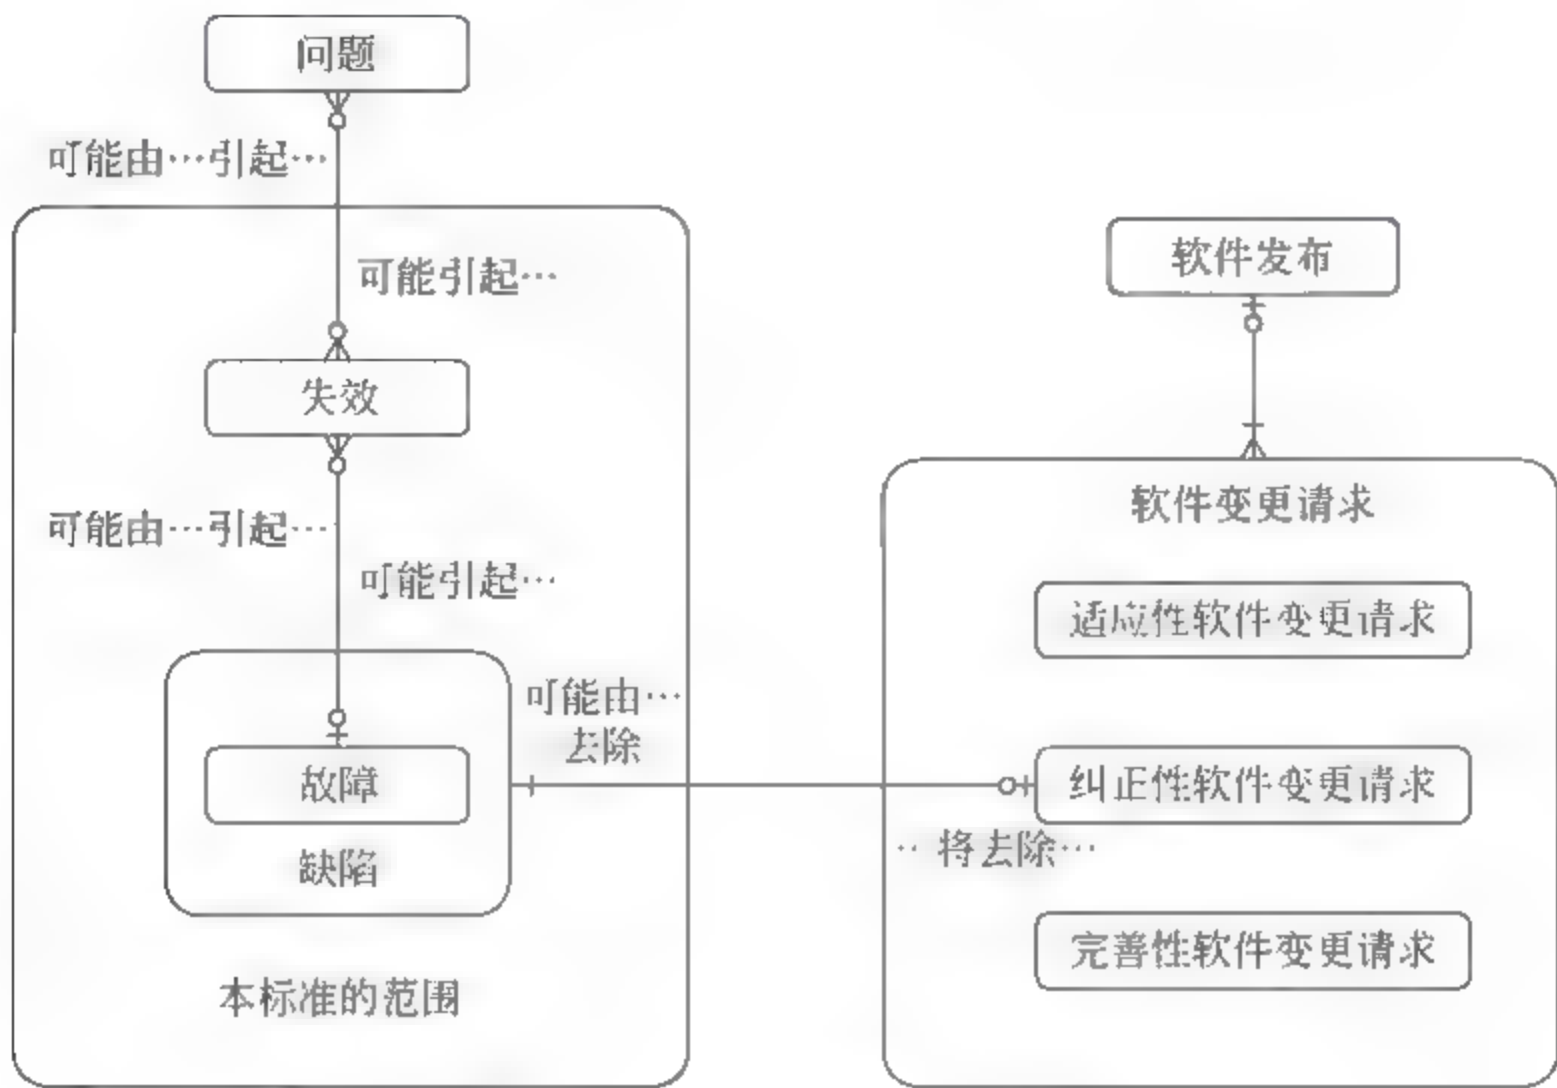 问题
可能由…引起…
可能引起…
失效
可能由…引起…
可能引起…
故障
缺陷
可能由…
去除
本标准的范围
软件发布
软件变更请求
适应性软件变更请求
纠正性软件变更请求
…将去除…
完善性软件变更请求